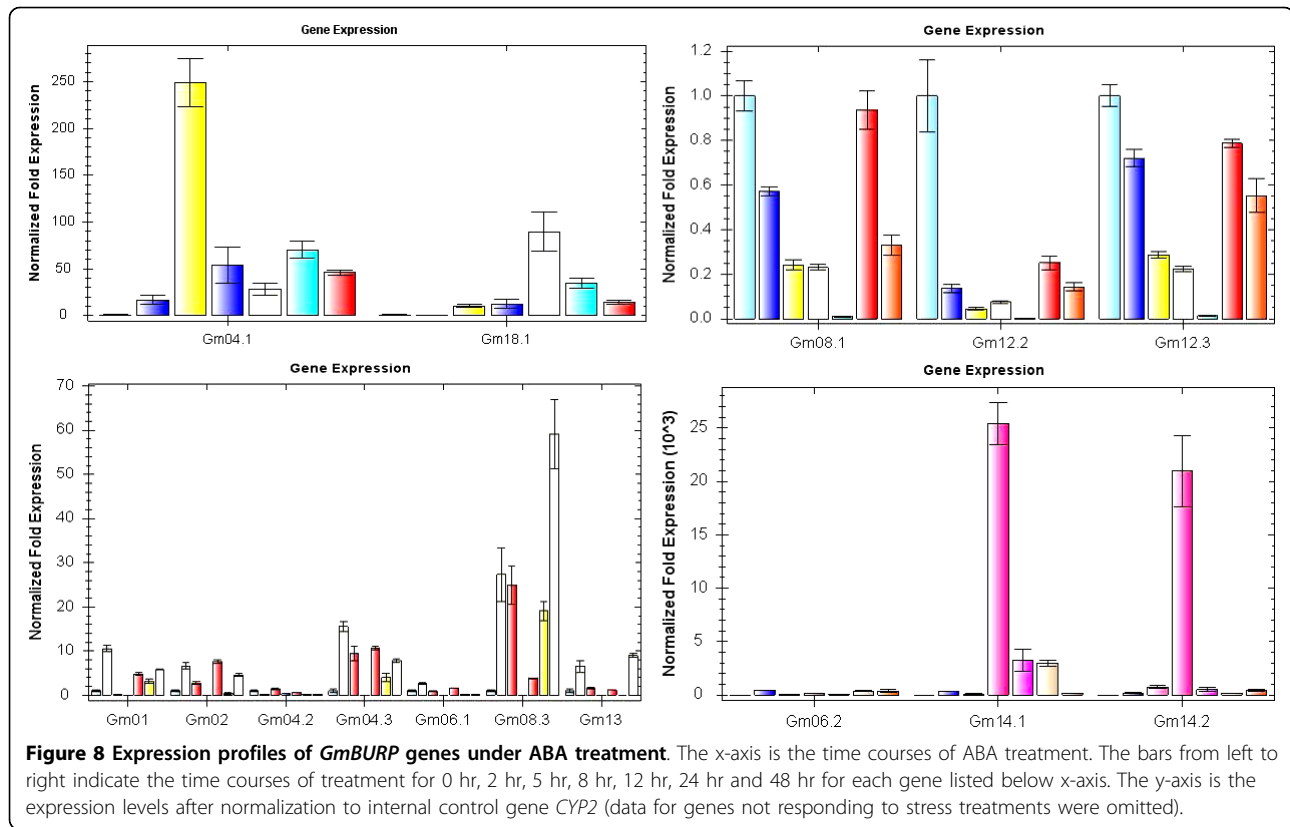 Gene Expression
Normalized Fold Expression
250
200
150
100
50
0
Gm04.1
Gm18.1
Gene Expression
Normalized Fold Expression
1.2
1.0
0.8
0.6
0.4
0.2
0.0
Gm08.1
Gm12.2
Gm12.3
Gene Expression
Normalized Fold Expression
70
60
50
40
30
20
10
0
Gm01
Gm02
Gm04.2
Gm04.3
Gm06.1
Gm08.3
Gm13
Gene Expression
Normalized Fold Expression (10^3)
25
20
15
10
5
0
Gm06.2
Gm14.1
Gm14.2
Figure 8 Expression profiles of GmBURP genes under ABA treatment. The x-axis is the time courses of ABA treatment. The bars from left to
right indicate the time courses of treatment for 0 hr, 2 hr, 5 hr, 8 hr, 12 hr, 24 hr and 48 hr for each gene listed below x-axis. The y-axis is the
expression levels after normalization to internal control gene CYP2 (data for genes not responding to stress treatments were omitted).